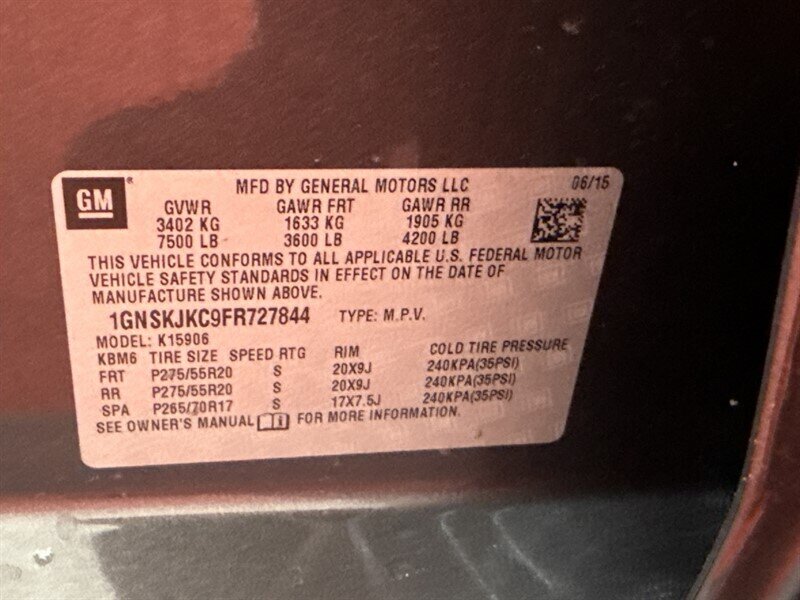 GM
MFD BY GENERAL MOTORS LLC 06/15
GVWR GAWR FRT GAWR RR
3402 KG 1633 KG 1905 KG
7500 LB 3600 LB 4200 LB
THIS VEHICLE CONFORMS TO ALL APPLICABLE U.S. FEDERAL MOTOR
VEHICLE SAFETY STANDARDS IN EFFECT ON THE DATE OF
MANUFACTURE SHOWN ABOVE.
1GNSKJKC9FR727844 TYPE: M.P.V.
MODEL: K15906
KBM6 TIRE SIZE SPEED RTG RIM COLD TIRE PRESSURE
FRT P275/55R20 S 20X9J 240KPA(35PSI)
RR P275/55R20 S 20X9J 240KPA(35PSI)
SPA P265/70R17 S 17X7.5J 240KPA(35PSI)
SEE OWNER'S MANUAL FOR MORE INFORMATION.